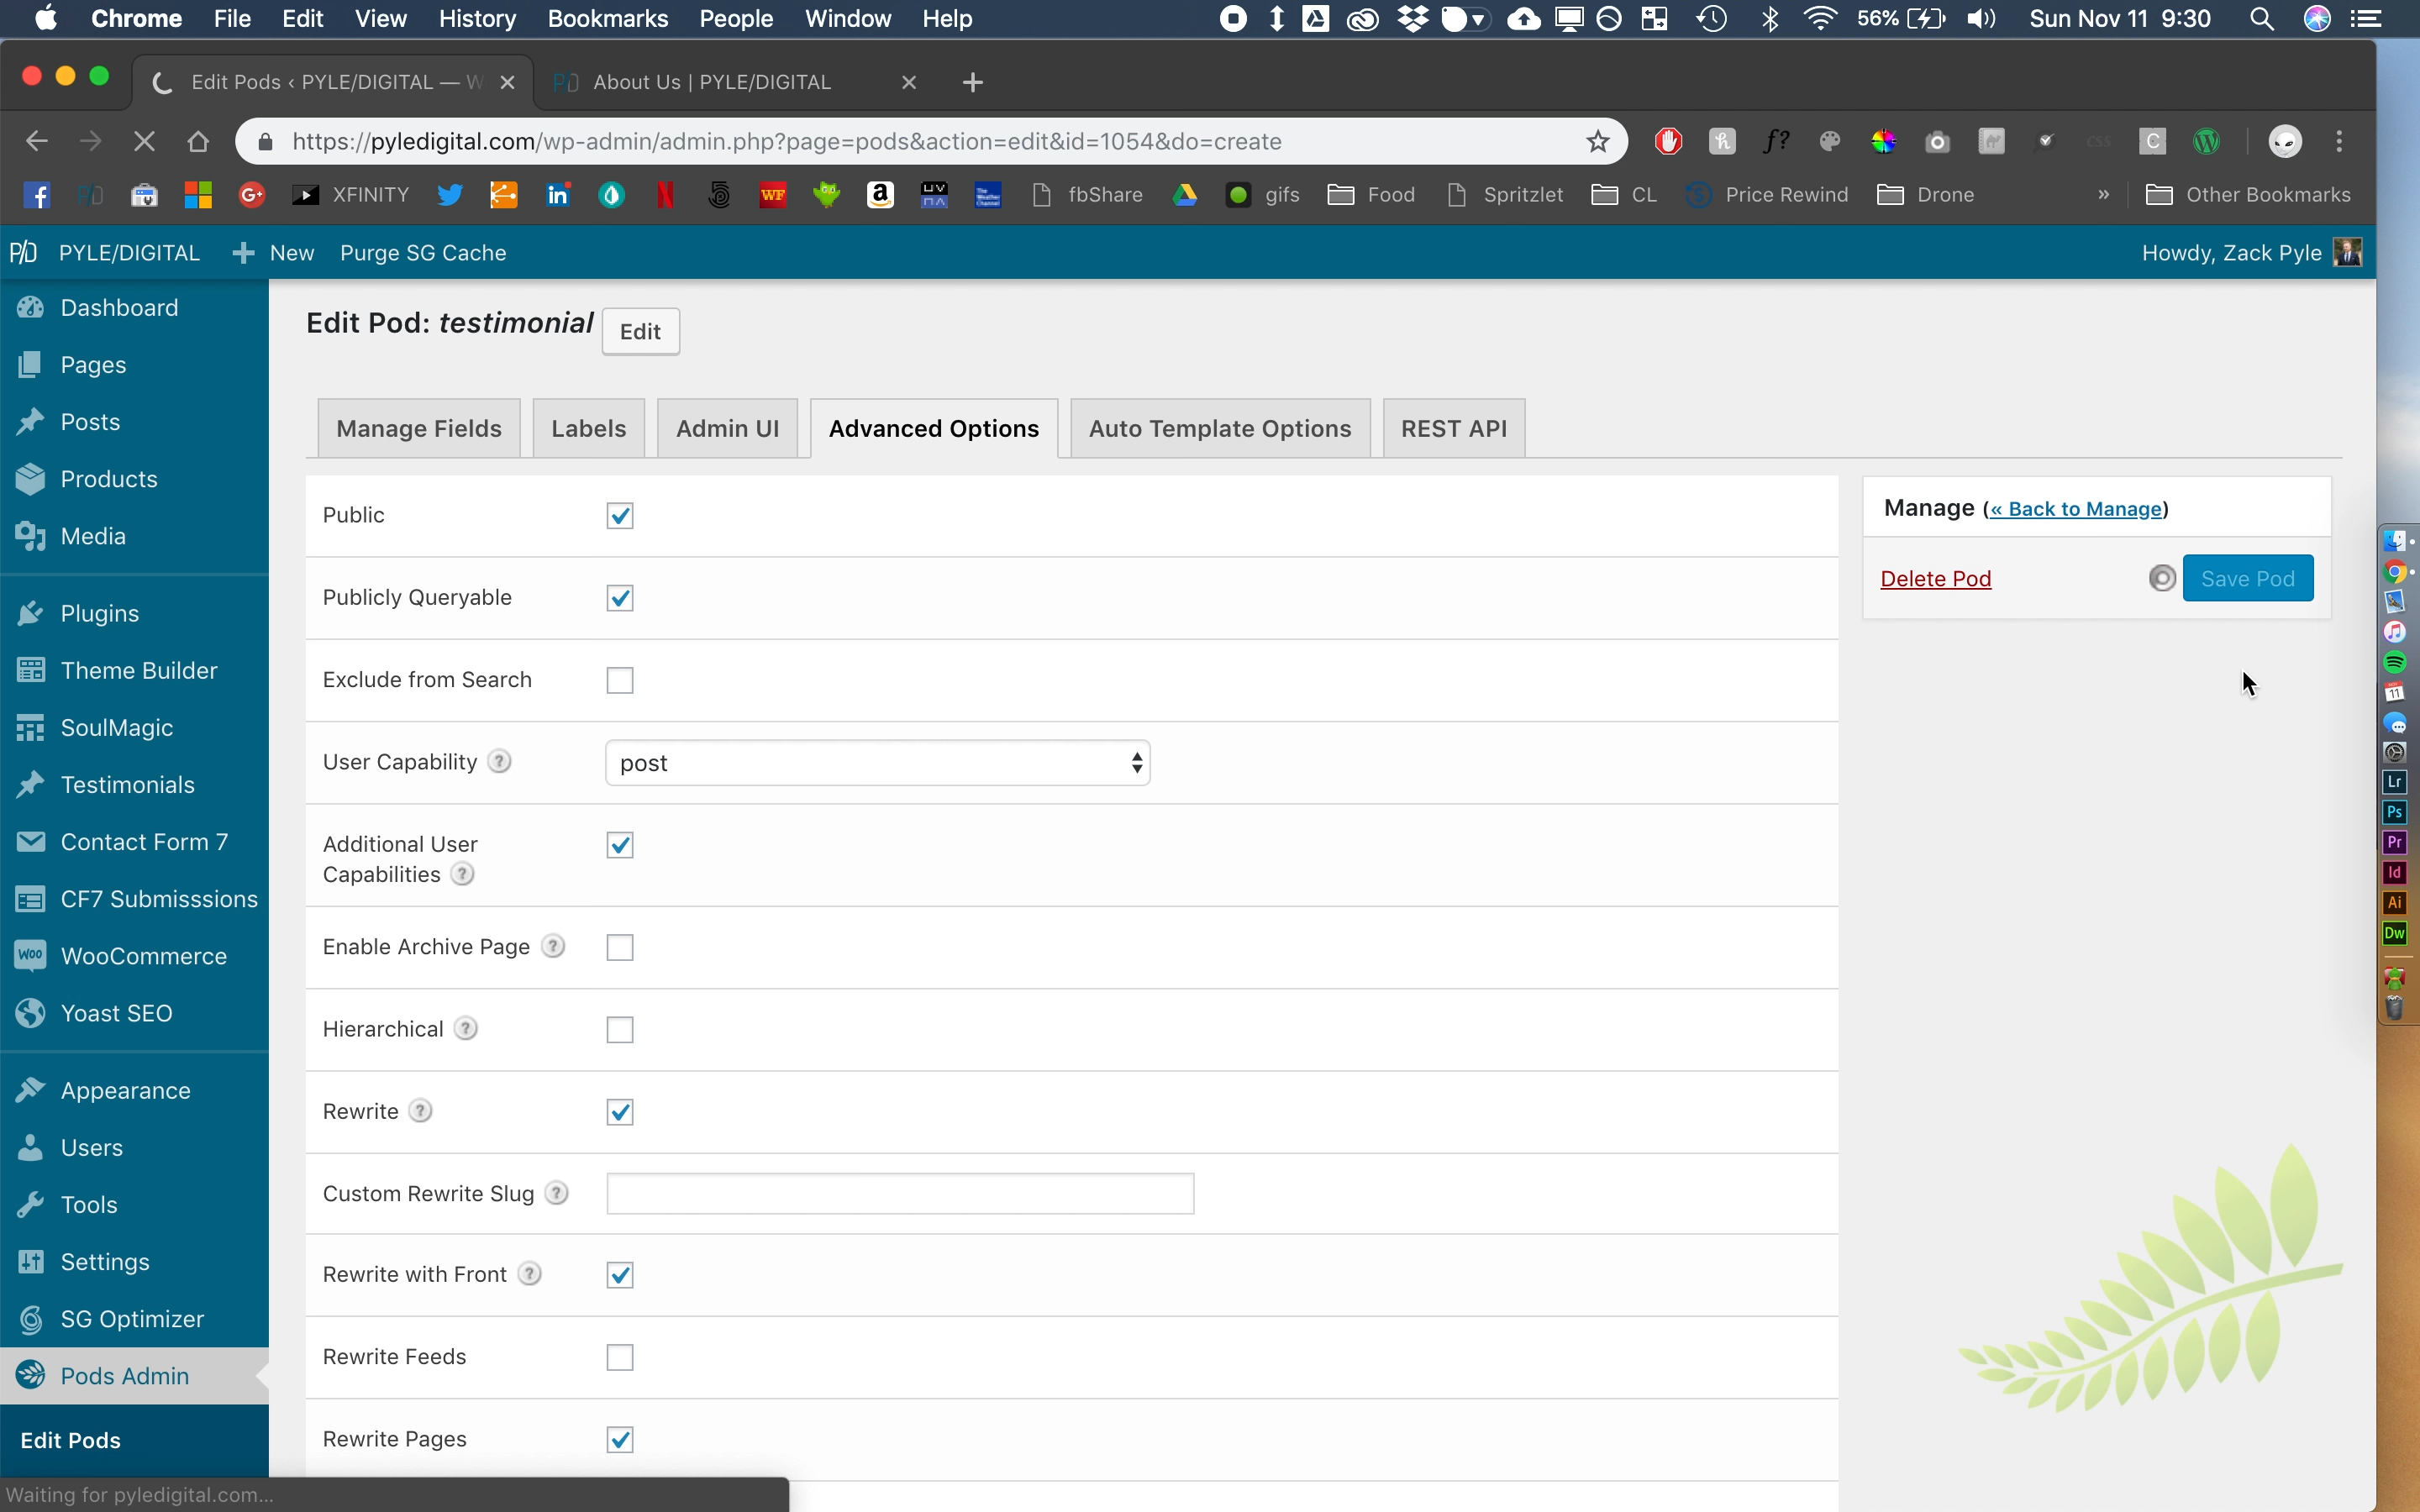 Chrome File Edit View History Bookmarks People Window Help 56% Sun Nov 11 9:30
Edit Pods ‹ PYLE/DIGITAL — W About Us | PYLE/DIGITAL
https://pyledigital.com/wp-admin/admin.php?page=pods&action=edit&id=1054&do=create
XFINITY fbShare gifs Food Spritzlet CL Price Rewind Drone » Other Bookmarks
PYLE/DIGITAL New Purge SG Cache Howdy, Zack Pyle
Dashboard
Pages
Posts
Products
Media
Plugins
Theme Builder
SoulMagic
Testimonials
Contact Form 7
CF7 Submisssions
WooCommerce
Yoast SEO
Appearance
Users
Tools
Settings
SG Optimizer
Pods Admin
Edit Pods
Edit Pod: testimonial Edit
Manage Fields Labels Admin UI Advanced Options Auto Template Options REST API
Public
Publicly Queryable
Exclude from Search
User Capability ? post
Additional User
Capabilities ?
Enable Archive Page ?
Hierarchical ?
Rewrite ?
Custom Rewrite Slug ?
Rewrite with Front ?
Rewrite Feeds
Rewrite Pages
Manage (« Back to Manage)
Delete Pod Save Pod
Lr
Ps
Pr
Id
Ai
Dw
Waiting for pyledigital.com...